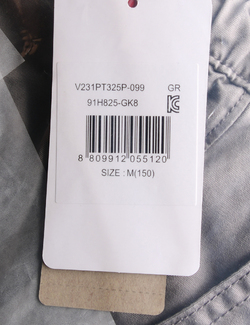 V231PT325P-099 GR
91H825-GK8
8 809912 055120
SIZE : M(150)